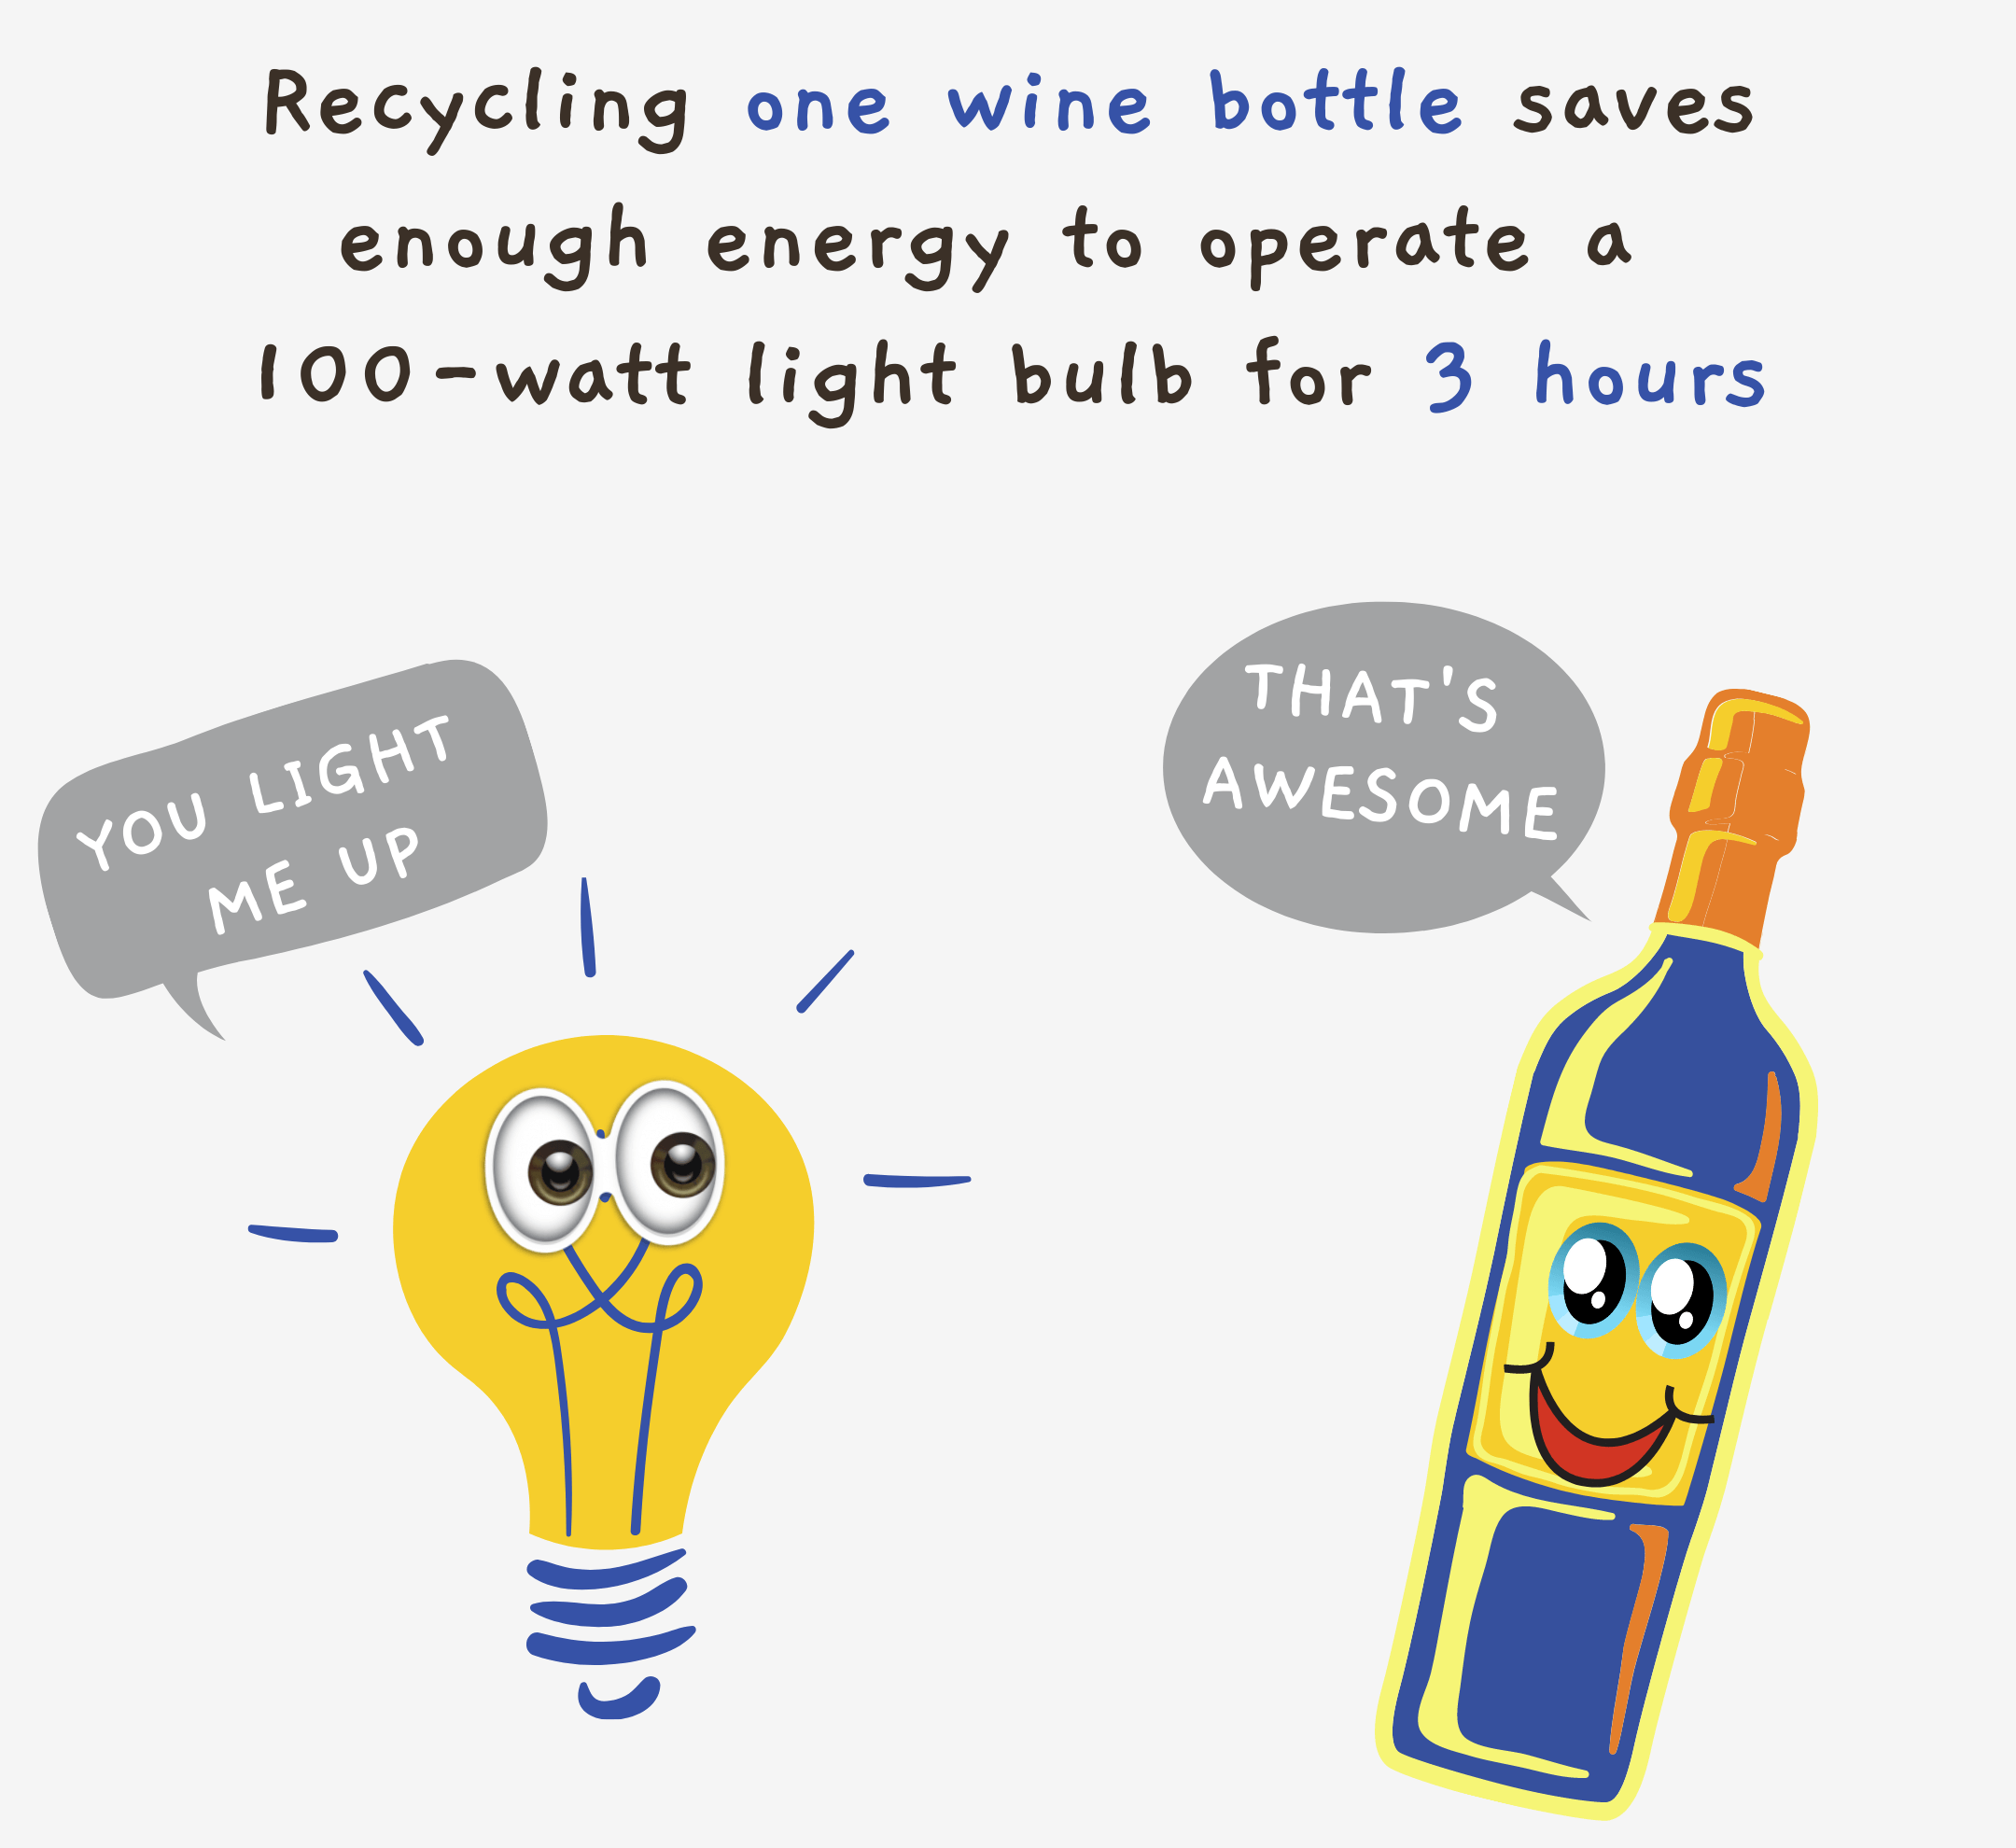 Recycling one wine bottle saves
enough energy to operate a
100-watt light bulb for 3 hours
YOU LIGHT
ME UP
THAT'S
AWESOME